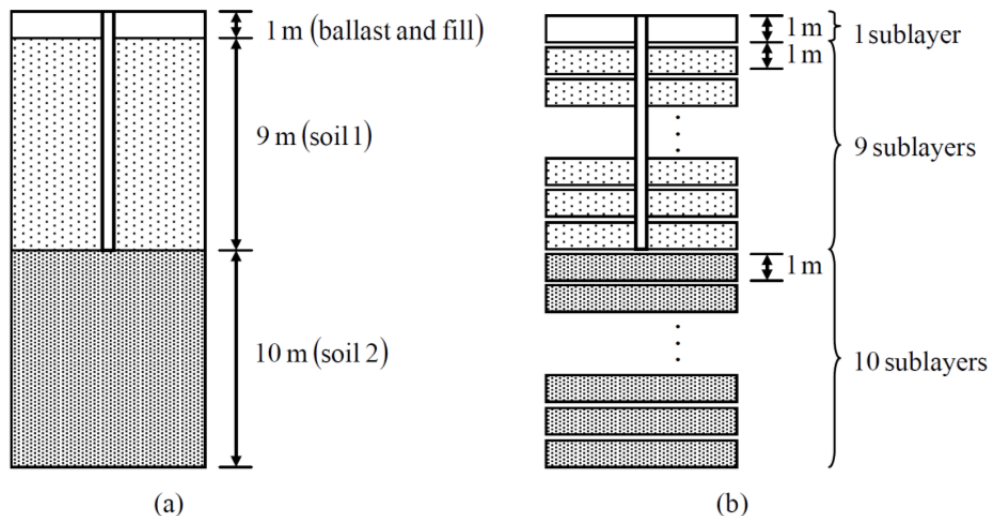 1 m (ballast and fill)
9 m (soil 1)
10 m (soil 2)
(a)
1 m
1 sublayer
1 m
9 sublayers
1 m
10 sublayers
(b)